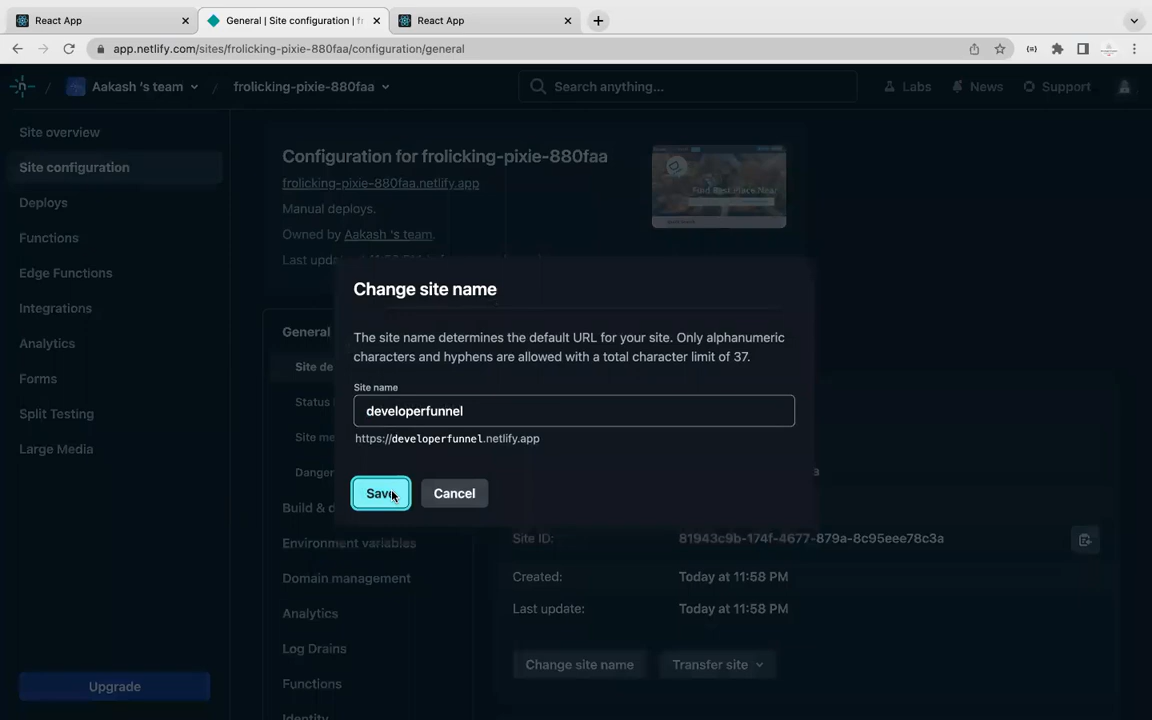 React App
General | Site configuration | f
React App
app.netlify.com/sites/frolicking-pixie-880faa/configuration/general
Aakash 's team
frolicking-pixie-880faa
Search anything...
Labs
News
Support
Site overview
Site configuration
Deploys
Functions
Edge Functions
Integrations
Analytics
Forms
Split Testing
Large Media
Upgrade
Configuration for frolicking-pixie-880faa
frolicking-pixie-880faa.netlify.app
Manual deploys.
Owned by Aakash 's team.
Find Best Place Near
General
Change site name
The site name determines the default URL for your site. Only alphanumeric
characters and hyphens are allowed with a total character limit of 37.
Site name
developerfunnel
https://developerfunnel.netlify.app
Save
Cancel
Environment variables
Domain management
Analytics
Log Drains
Functions
Identity
Site ID:
81943c9b-174f-4677-879a-8c95eee78c3a
Created:
Today at 11:58 PM
Last update:
Today at 11:58 PM
Change site name
Transfer site